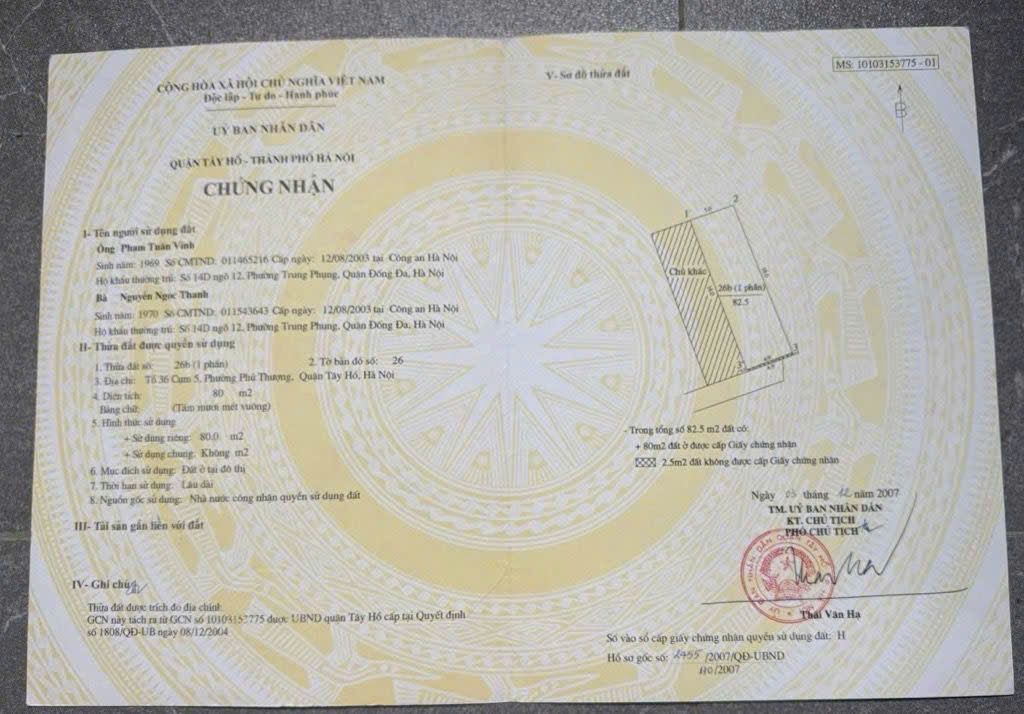 CỘNG HÒA XÃ HỘI CHỦ NGHĨA VIỆT NAM
Độc lập - Tự do - Hạnh phúc
UỶ BAN NHÂN DÂN
QUẬN TÂY HỒ - THÀNH PHỐ HÀ NỘI
CHỨNG NHẬN
I- Tên người sử dụng đất
Ông Phạm Tuấn Vinh
Sinh năm: 1969 Số CMTND: 011465216 Cấp ngày: 12/08/2003 tại Công an Hà Nội
Hộ khẩu thường trú: Số 14D ngõ 12, Phường Trung Phụng, Quận Đống Đa, Hà Nội
Bà Nguyễn Ngọc Thanh
Sinh năm: 1970 Số CMTND: 011543643 Cấp ngày: 12/08/2003 tại Công an Hà Nội
Hộ khẩu thường trú: Số 14D ngõ 12, Phường Trung Phụng, Quận Đống Đa, Hà Nội
II- Thửa đất được quyền sử dụng
1. Thửa đất số: 26b (1 phần) 2. Tờ bản đồ số: 26
3. Địa chỉ: Tổ 36 Cụm 5, Phường Phú Thượng, Quận Tây Hồ, Hà Nội
4. Diện tích: 80 m2
Bằng chữ: (Tám mươi mét vuông)
5. Hình thức sử dụng
+ Sử dụng riêng: 80.0 m2
+ Sử dụng chung: Không m2
6. Mục đích sử dụng: Đất ở tại đô thị
7. Thời hạn sử dụng: Lâu dài
8. Nguồn gốc sử dụng: Nhà nước công nhận quyền sử dụng đất
III- Tài sản gắn liền với đất
IV- Ghi chú
Thửa đất được trích đo địa chính
GCN này tách ra từ GCN số 10103153775 được UBND quận Tây Hồ cấp tại Quyết định
số 1808/QĐ-UB ngày 08/12/2004
V- Sơ đồ thửa đất
MS: 10103153775 - 01
B
1
2
Chủ khác
26b (1 phần)
82.5
3
- Trong tổng số 82.5 m2 đất có:
+ 80m2 đất ở được cấp Giấy chứng nhận
2.5m2 đất không được cấp Giấy chứng nhận
Ngày 03 tháng 12 năm 2007
TM. UỶ BAN NHÂN DÂN
KT. CHỦ TỊCH
PHÓ CHỦ TỊCH
Thái Văn Hạ
Số vào sổ cấp giấy chứng nhận quyền sử dụng đất: H
Hồ sơ gốc số: 2455 /2007/QĐ-UBND
110/2007